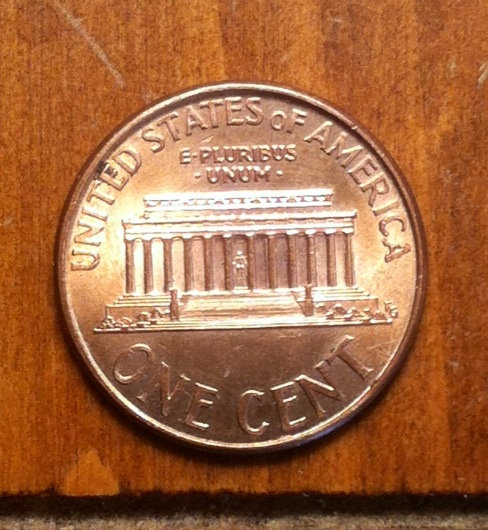 UNITED STATES OF AMERICA
E·PLURIBUS
·UNUM·
ONE CENT